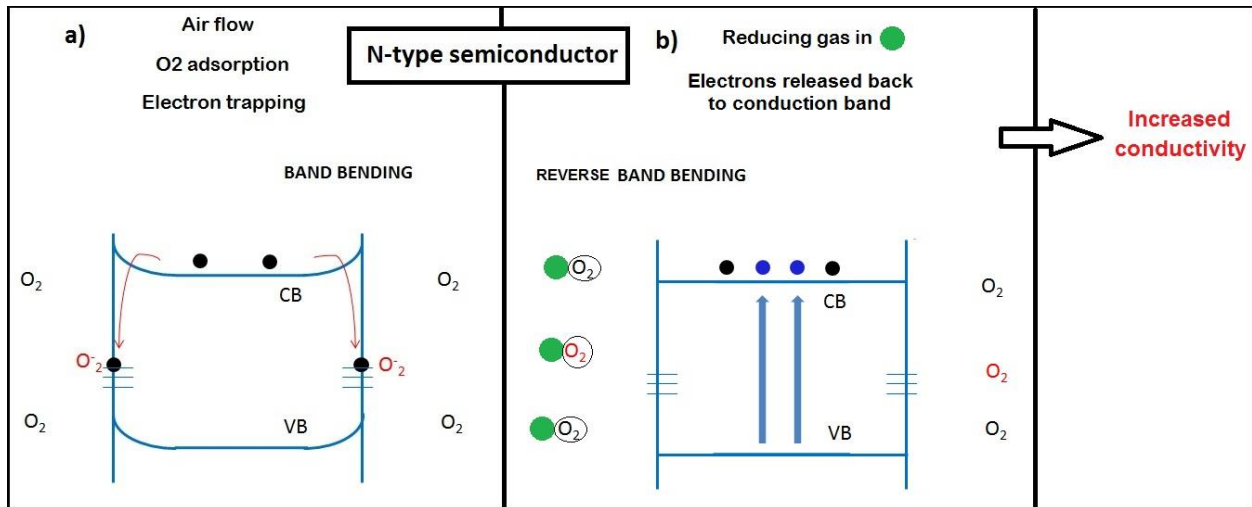 N-type semiconductor
a)
Air flow
O2 adsorption
Electron trapping
BAND BENDING
O₂
O₂
CB
O⁻₂
O⁻₂
O₂
O₂
VB
b)
Reducing gas in
Electrons released back
to conduction band
REVERSE BAND BENDING
O₂
O₂
CB
O₂
O₂
O₂
O₂
VB
Increased
conductivity